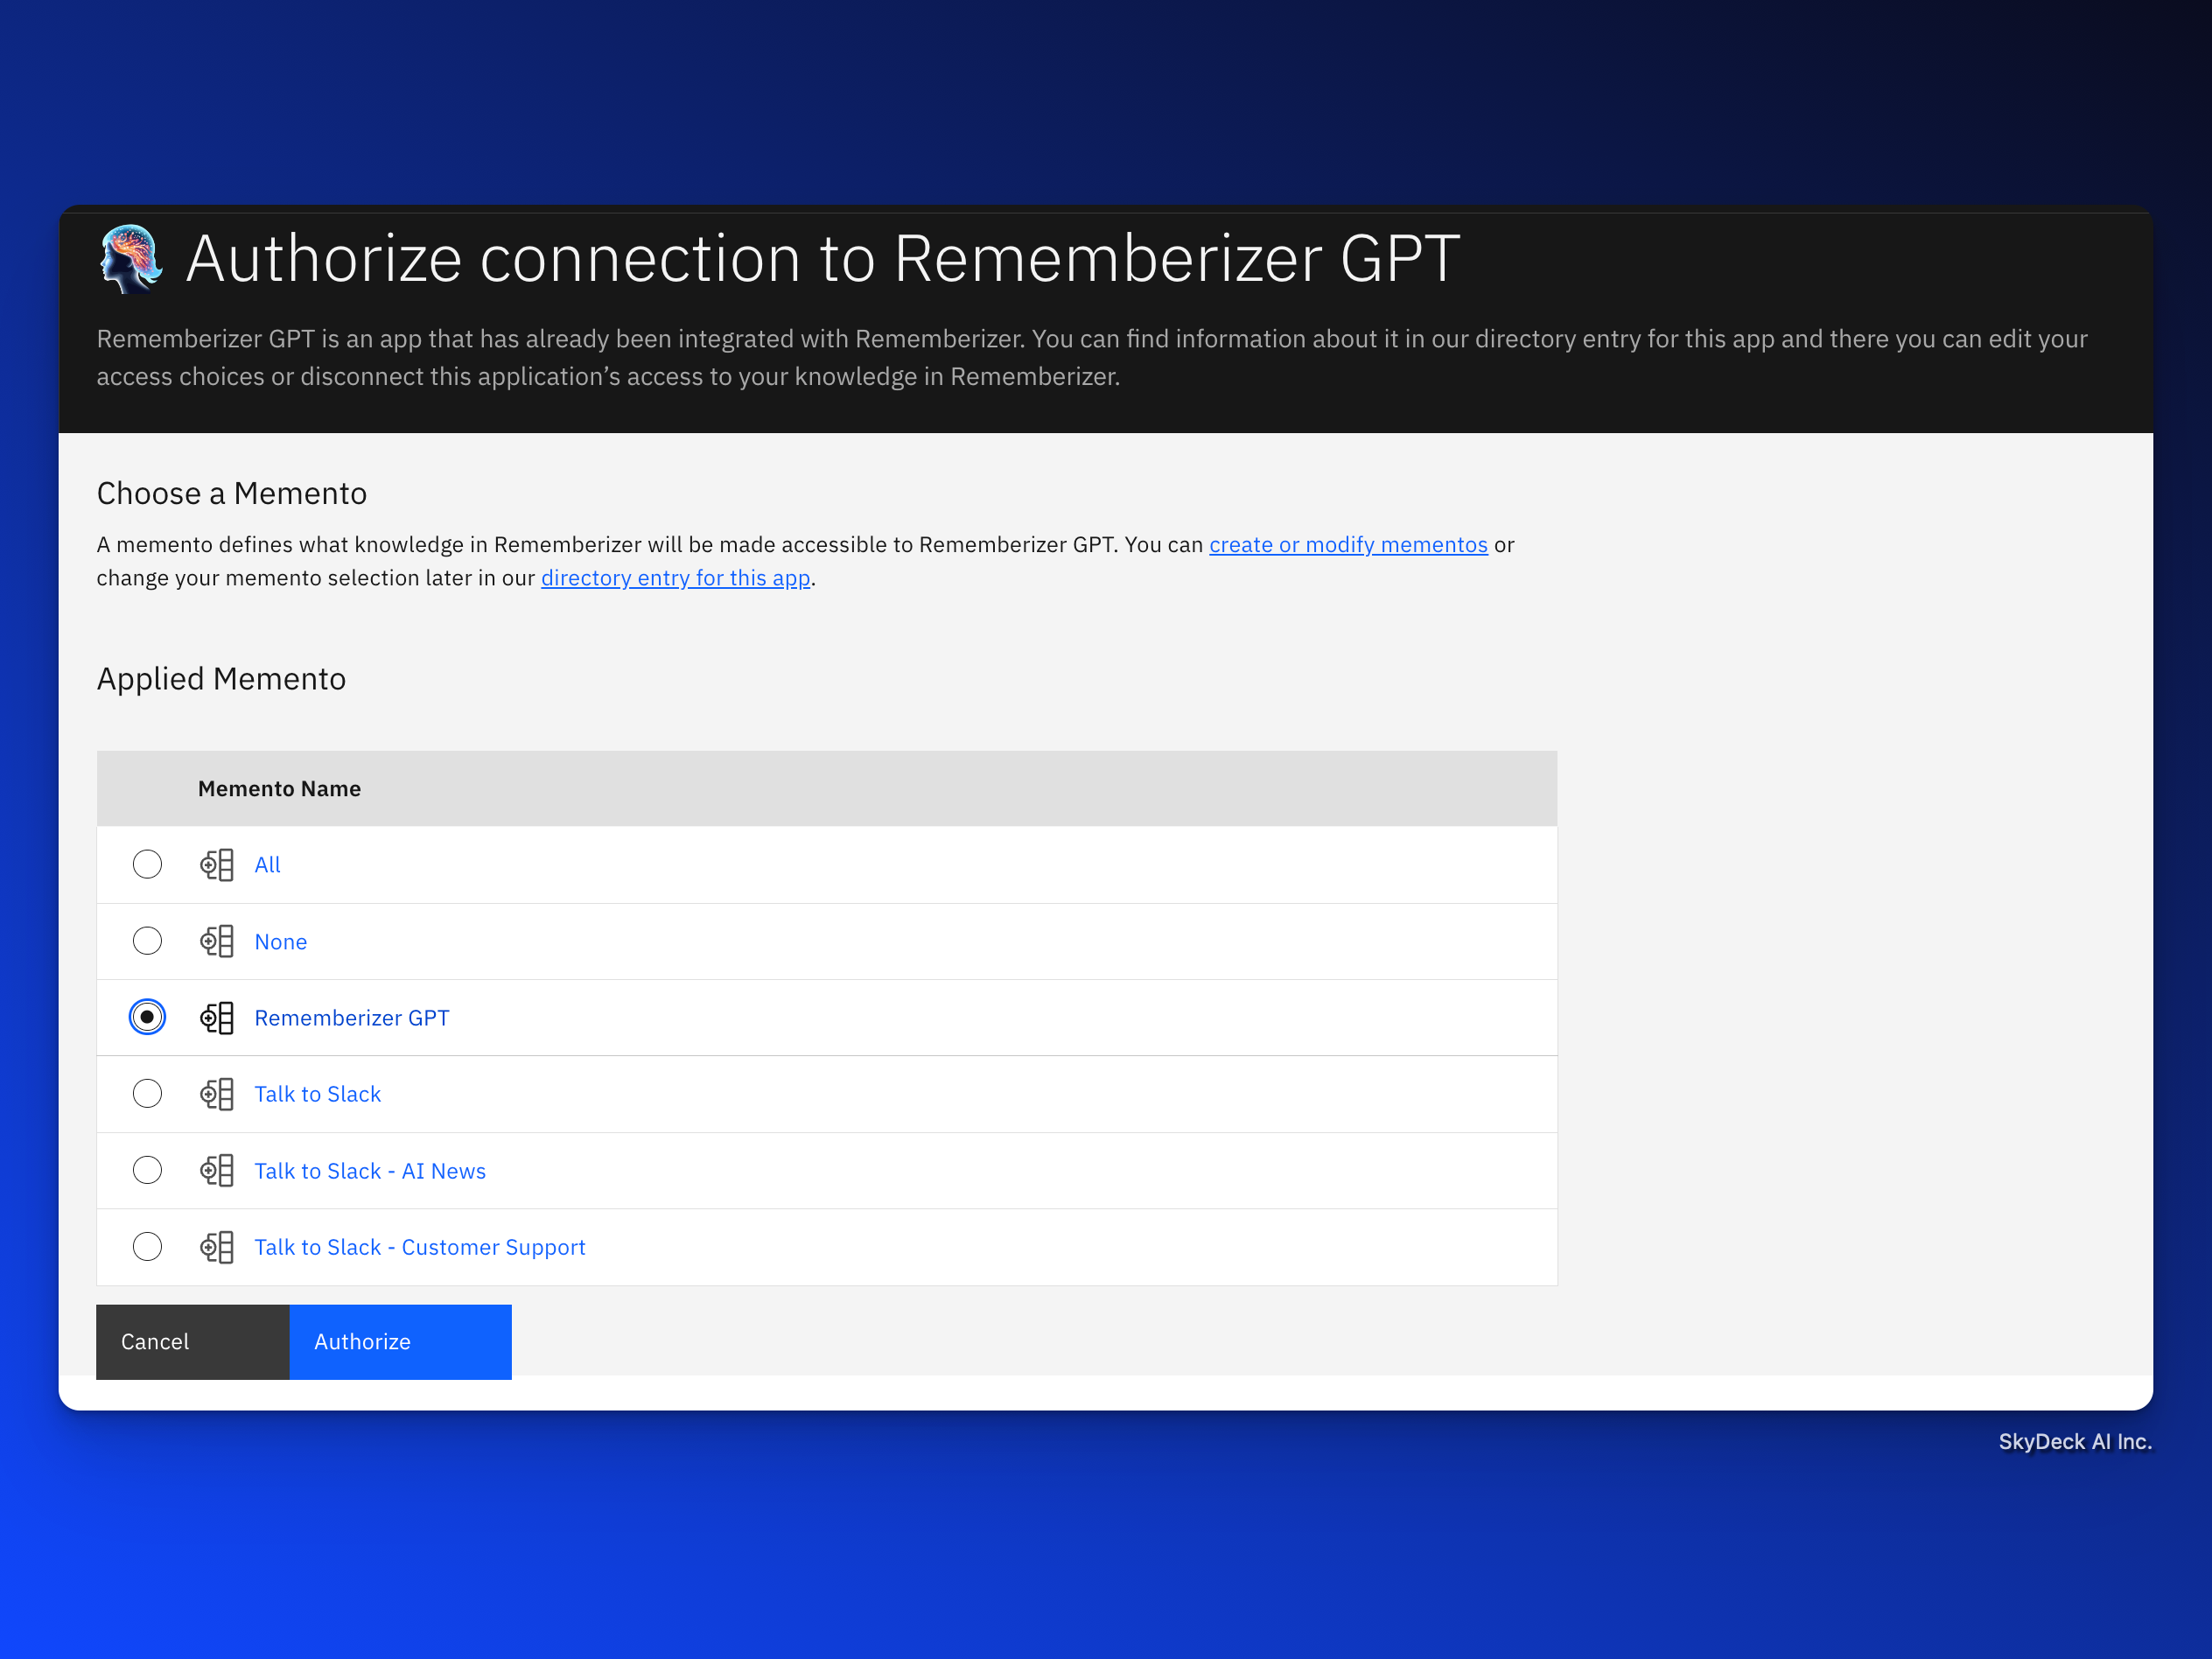 Authorize connection to Rememberizer GPT
Rememberizer GPT is an app that has already been integrated with Rememberizer. You can find information about it in our directory entry for this app and there you can edit your
access choices or disconnect this application’s access to your knowledge in Rememberizer.
Choose a Memento
A memento defines what knowledge in Rememberizer will be made accessible to Rememberizer GPT. You can create or modify mementos or
change your memento selection later in our directory entry for this app.
Applied Memento
Memento Name
All
None
Rememberizer GPT
Talk to Slack
Talk to Slack - AI News
Talk to Slack - Customer Support
Cancel Authorize
SkyDeck AI Inc.